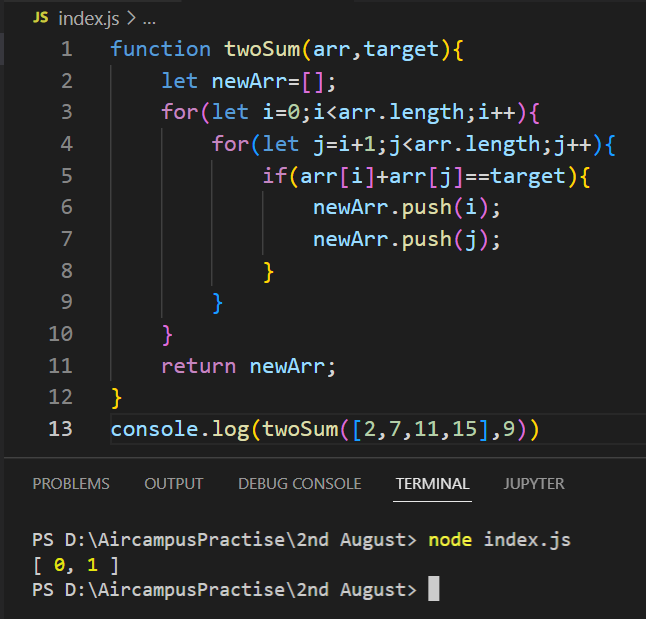 JS index.js > ...
1 function twoSum(arr,target){
2     let newArr=[];
3     for(let i=0;i<arr.length;i++){
4         for(let j=i+1;j<arr.length;j++){
5             if(arr[i]+arr[j]==target){
6                 newArr.push(i);
7                 newArr.push(j);
8             }
9         }
10     }
11     return newArr;
12 }
13 console.log(twoSum([2,7,11,15],9))
PROBLEMS OUTPUT DEBUG CONSOLE TERMINAL JUPYTER
PS D:\AircampusPractise\2nd August> node index.js
[ 0, 1 ]
PS D:\AircampusPractise\2nd August>